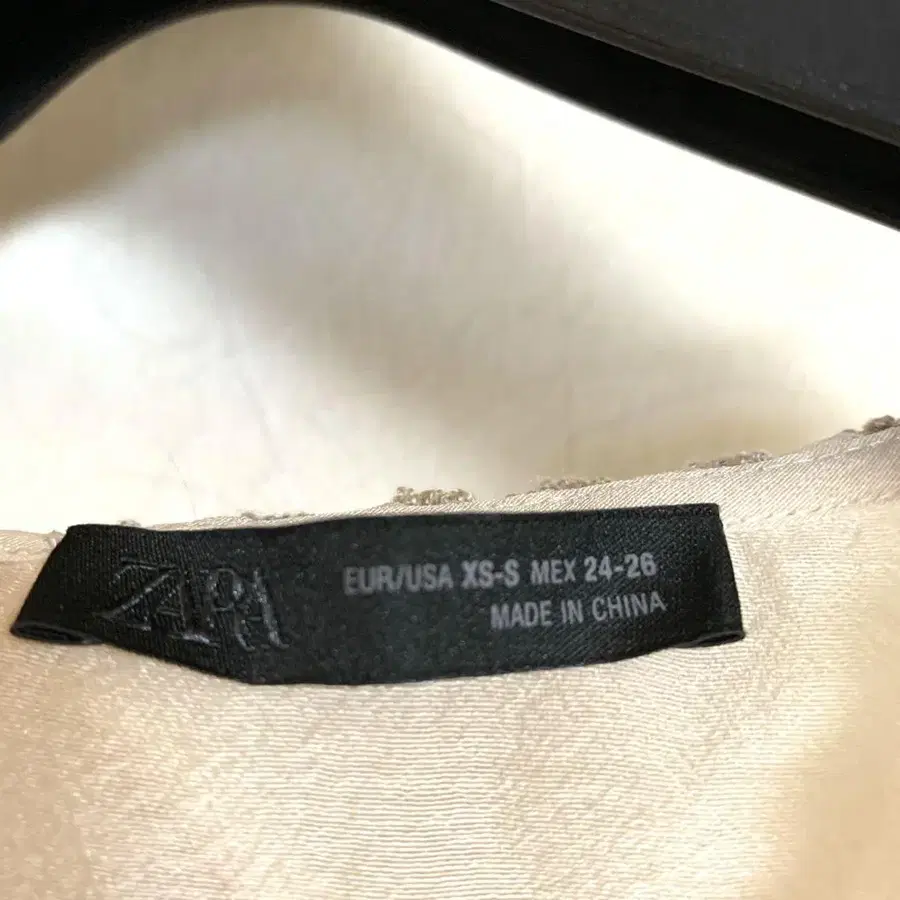 ZARA
EUR/USA XS-S MEX 24-26
MADE IN CHINA